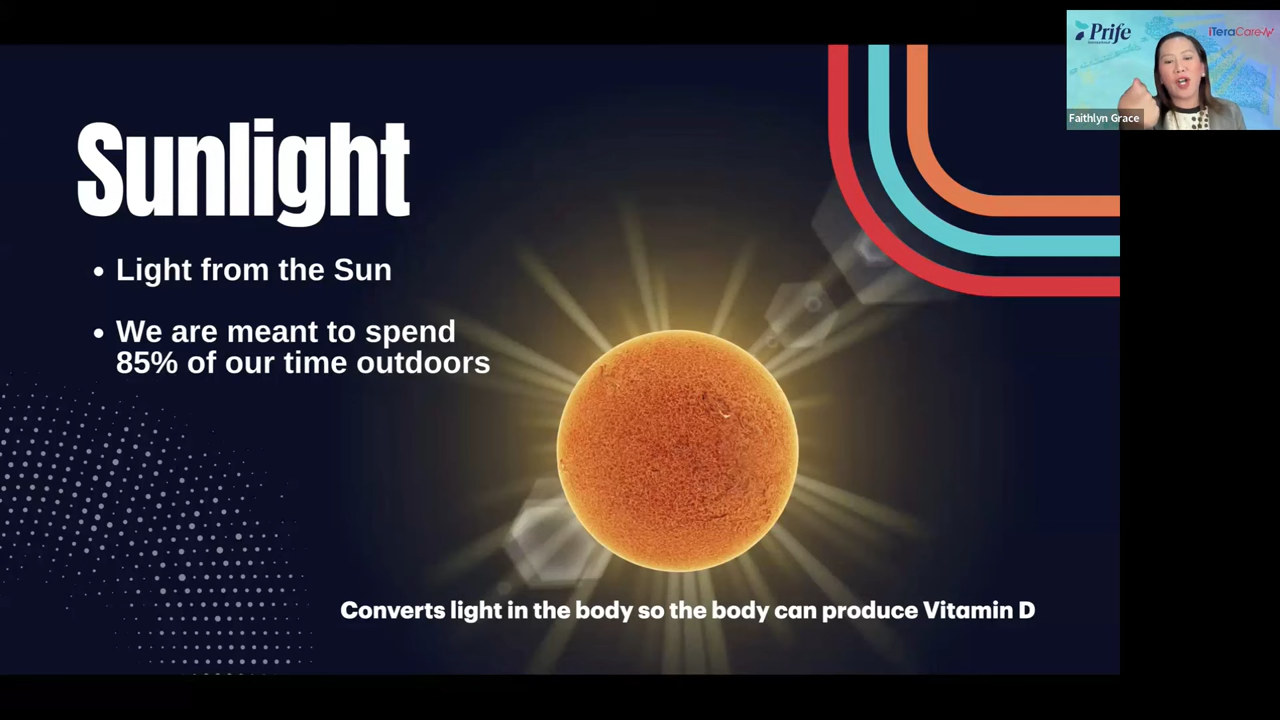 Sunlight
Light from the Sun
We are meant to spend
85% of our time outdoors
Converts light in the body so the body can produce Vitamin D
Prife
iTeraCare
Faithlyn Grace